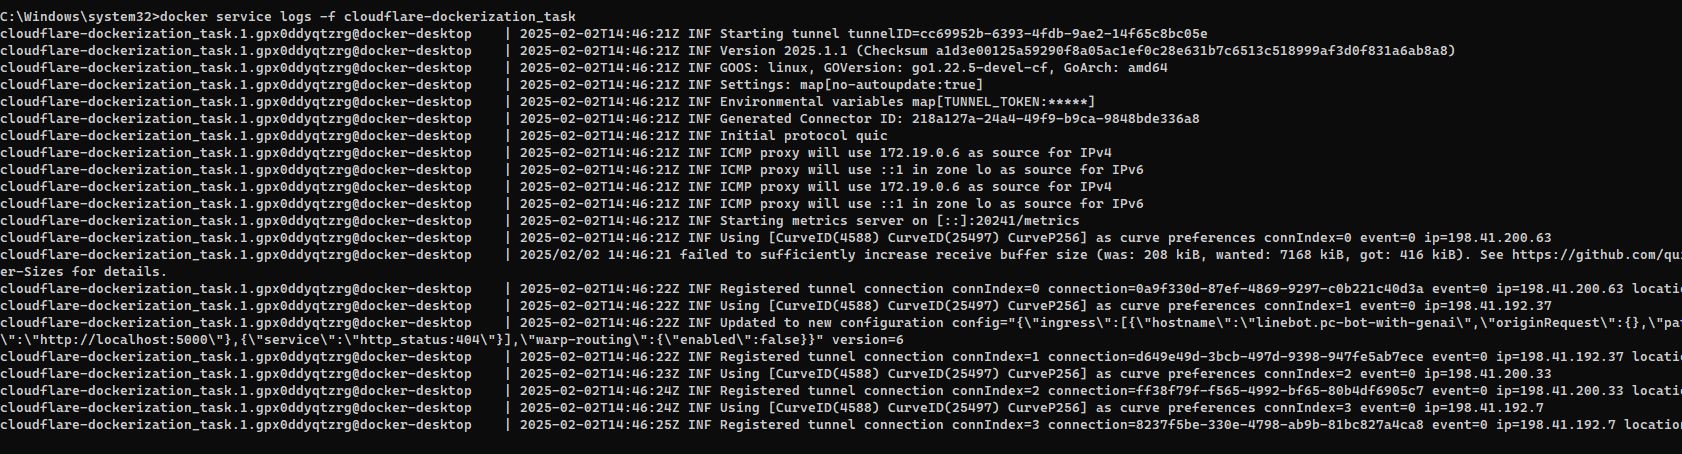 C:\Windows\system32>docker service logs -f cloudflare-dockerization_task
cloudflare-dockerization_task.1.gpx0ddyqtzrg@docker-desktop    | 2025-02-02T14:46:21Z INF Starting tunnel tunnelID=cc69952b-6393-4fdb-9ae2-14f65c8bc05e
cloudflare-dockerization_task.1.gpx0ddyqtzrg@docker-desktop    | 2025-02-02T14:46:21Z INF Version 2025.1.1 (Checksum a1d3e00125a59290f8a05ac1ef0c28e631b7c6513c518999af3d0f831a6ab8a8)
cloudflare-dockerization_task.1.gpx0ddyqtzrg@docker-desktop    | 2025-02-02T14:46:21Z INF GOOS: linux, GOVersion: go1.22.5-devel-cf, GoArch: amd64
cloudflare-dockerization_task.1.gpx0ddyqtzrg@docker-desktop    | 2025-02-02T14:46:21Z INF Settings: map[no-autoupdate:true]
cloudflare-dockerization_task.1.gpx0ddyqtzrg@docker-desktop    | 2025-02-02T14:46:21Z INF Environmental variables map[TUNNEL_TOKEN:*****]
cloudflare-dockerization_task.1.gpx0ddyqtzrg@docker-desktop    | 2025-02-02T14:46:21Z INF Generated Connector ID: 218a127a-24a4-49f9-b9ca-9848bde336a8
cloudflare-dockerization_task.1.gpx0ddyqtzrg@docker-desktop    | 2025-02-02T14:46:21Z INF Initial protocol quic
cloudflare-dockerization_task.1.gpx0ddyqtzrg@docker-desktop    | 2025-02-02T14:46:21Z INF ICMP proxy will use 172.19.0.6 as source for IPv4
cloudflare-dockerization_task.1.gpx0ddyqtzrg@docker-desktop    | 2025-02-02T14:46:21Z INF ICMP proxy will use ::1 in zone lo as source for IPv6
cloudflare-dockerization_task.1.gpx0ddyqtzrg@docker-desktop    | 2025-02-02T14:46:21Z INF ICMP proxy will use 172.19.0.6 as source for IPv4
cloudflare-dockerization_task.1.gpx0ddyqtzrg@docker-desktop    | 2025-02-02T14:46:21Z INF ICMP proxy will use ::1 in zone lo as source for IPv6
cloudflare-dockerization_task.1.gpx0ddyqtzrg@docker-desktop    | 2025-02-02T14:46:21Z INF Starting metrics server on [::]:20241/metrics
cloudflare-dockerization_task.1.gpx0ddyqtzrg@docker-desktop    | 2025-02-02T14:46:21Z INF Using [CurveID(4588) CurveID(25497) CurveP256] as curve preferences connIndex=0 event=0 ip=198.41.200.63
cloudflare-dockerization_task.1.gpx0ddyqtzrg@docker-desktop    | 2025/02/02 14:46:21 failed to sufficiently increase receive buffer size (was: 208 kiB, wanted: 7168 kiB, got: 416 kiB). See https://github.com/qu
er-Sizes for details.
cloudflare-dockerization_task.1.gpx0ddyqtzrg@docker-desktop    | 2025-02-02T14:46:22Z INF Registered tunnel connection connIndex=0 connection=0a9f330d-87ef-4869-9297-c0b221c40d3a event=0 ip=198.41.200.63 locati
cloudflare-dockerization_task.1.gpx0ddyqtzrg@docker-desktop    | 2025-02-02T14:46:22Z INF Using [CurveID(4588) CurveID(25497) CurveP256] as curve preferences connIndex=1 event=0 ip=198.41.192.37
cloudflare-dockerization_task.1.gpx0ddyqtzrg@docker-desktop    | 2025-02-02T14:46:22Z INF Updated to new configuration config="{\"ingress\":[{\"hostname\":\"linebot.pc-bot-with-genai\",\"originRequest\":{},\"pa
\":\"http://localhost:5000\"},{\"service\":\"http_status:404\"}],\"warp-routing\":{\"enabled\":false}}" version=6
cloudflare-dockerization_task.1.gpx0ddyqtzrg@docker-desktop    | 2025-02-02T14:46:22Z INF Registered tunnel connection connIndex=1 connection=d649e49d-3bcb-497d-9398-947fe5ab7ece event=0 ip=198.41.192.37 locati
cloudflare-dockerization_task.1.gpx0ddyqtzrg@docker-desktop    | 2025-02-02T14:46:23Z INF Using [CurveID(4588) CurveID(25497) CurveP256] as curve preferences connIndex=2 event=0 ip=198.41.200.33
cloudflare-dockerization_task.1.gpx0ddyqtzrg@docker-desktop    | 2025-02-02T14:46:24Z INF Registered tunnel connection connIndex=2 connection=ff38f79f-f565-4992-bf65-80b4df6905c7 event=0 ip=198.41.200.33 locati
cloudflare-dockerization_task.1.gpx0ddyqtzrg@docker-desktop    | 2025-02-02T14:46:24Z INF Using [CurveID(4588) CurveID(25497) CurveP256] as curve preferences connIndex=3 event=0 ip=198.41.192.7
cloudflare-dockerization_task.1.gpx0ddyqtzrg@docker-desktop    | 2025-02-02T14:46:25Z INF Registered tunnel connection connIndex=3 connection=8237f5be-330e-4798-ab9b-81bc827a4ca8 event=0 ip=198.41.192.7 locatio